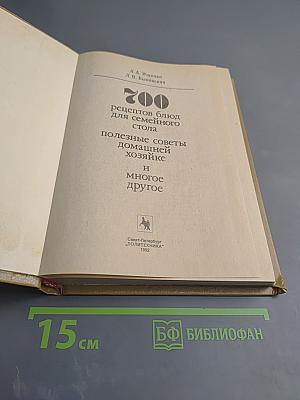 700
рецептов блюд
для семейного
стола
полезные советы
домашней
хозяйке
и
многое
другое
Санкт-Петербург
"ПОЛИТЕХНИКА"
1992
15 см
БФ БИБЛИОФАН